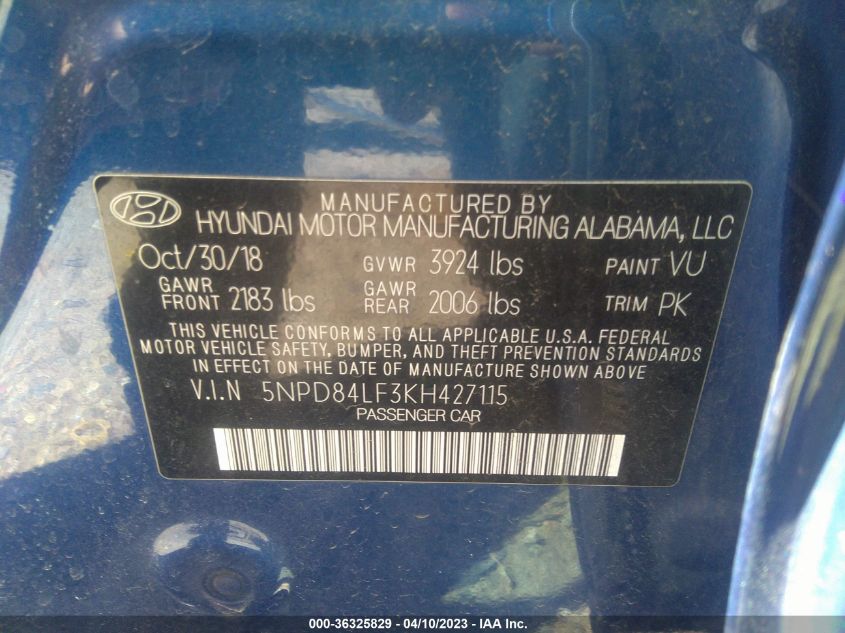 MANUFACTURED BY
HYUNDAI MOTOR MANUFACTURING ALABAMA, LLC
Oct/30/18 GVWR 3924 lbs PAINT VU
GAWR FRONT 2183 lbs GAWR REAR 2006 lbs TRIM PK
THIS VEHICLE CONFORMS TO ALL APPLICABLE U.S.A. FEDERAL
MOTOR VEHICLE SAFETY, BUMPER, AND THEFT PREVENTION STANDARDS
IN EFFECT ON THE DATE OF MANUFACTURE SHOWN ABOVE
V.I.N 5NPD84LF3KH427115
PASSENGER CAR
000-36325829 - 04/10/2023 - IAA Inc.